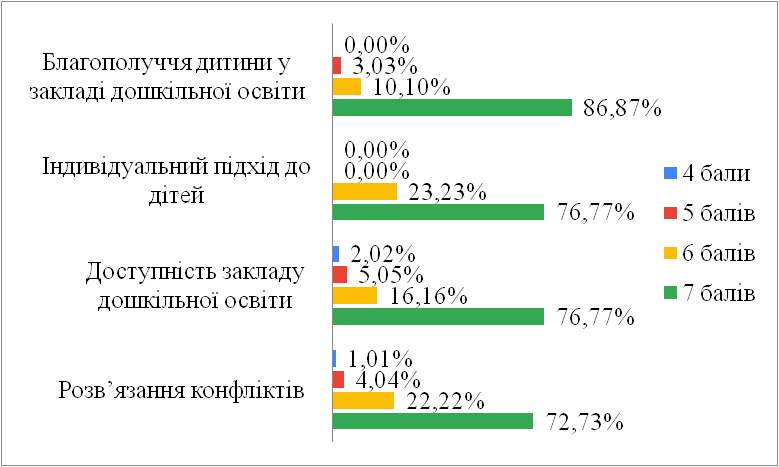 Благополуччя дитини у
закладі дошкільної освіти
0,00%
3,03%
10,10%
86,87%
Індивідуальний підхід до
дітей
0,00%
0,00%
23,23%
76,77%
Доступність закладу
дошкільної освіти
2,02%
5,05%
16,16%
76,77%
Розв’язання конфліктів
1,01%
4,04%
22,22%
72,73%
4 бали
5 балів
6 балів
7 балів